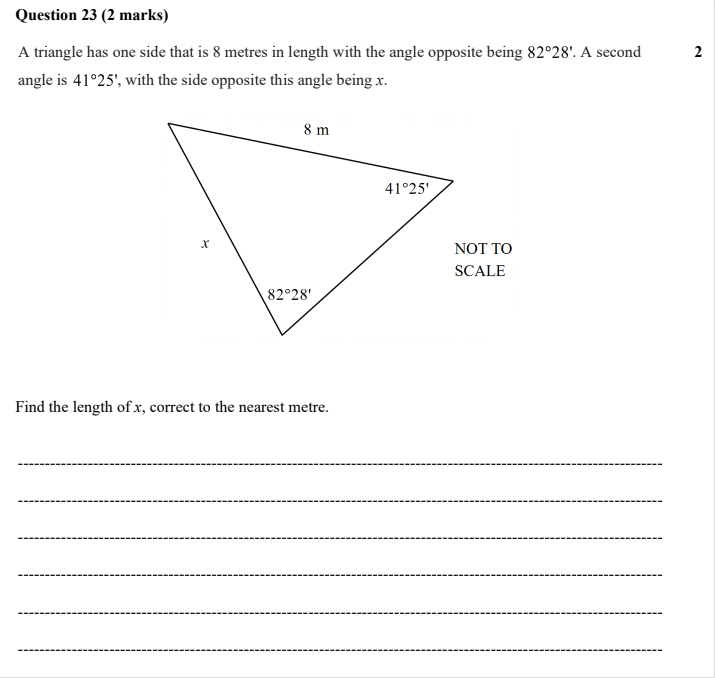 Question 23 (2 marks)
A triangle has one side that is 8 metres in length with the angle opposite being 82°28'. A second 2
angle is 41°25', with the side opposite this angle being x.
8 m
41°25'
x
NOT TO
SCALE
82°28'
Find the length of x, correct to the nearest metre.